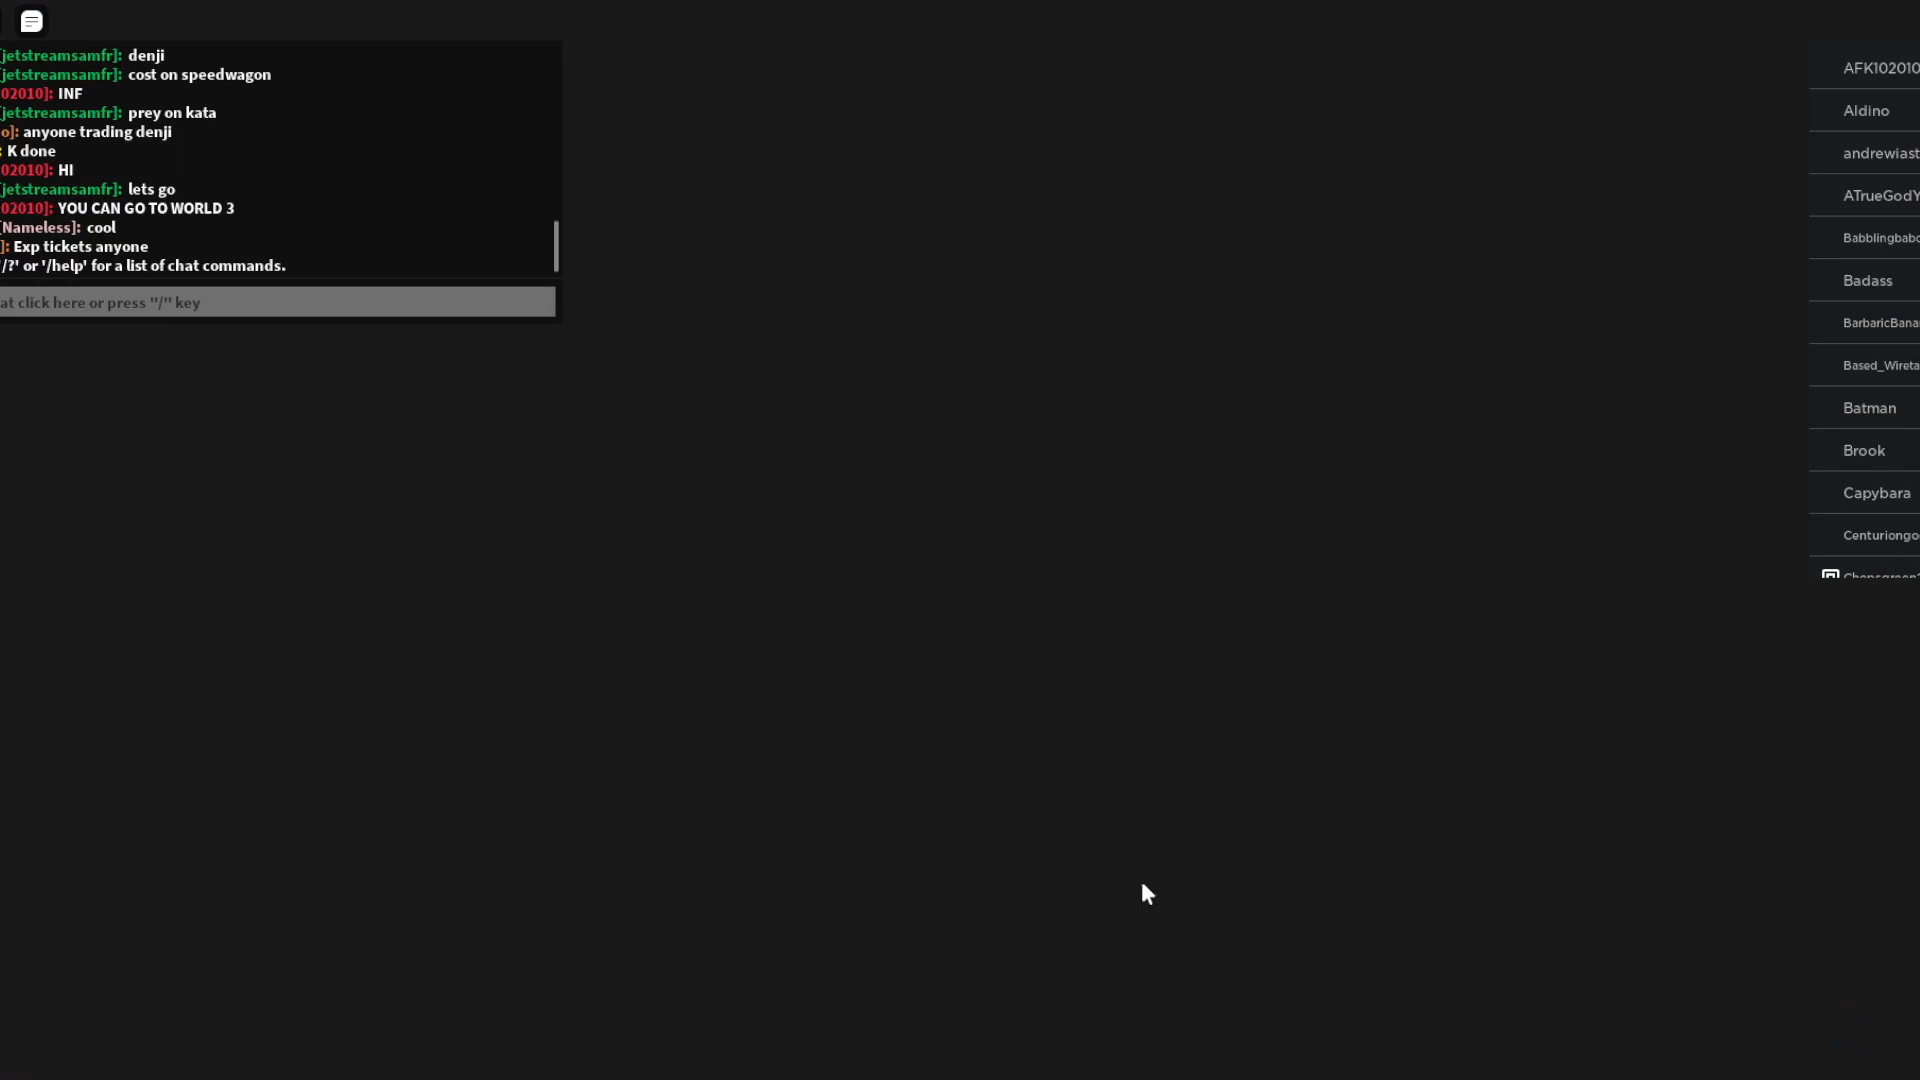 [jetstreamsamfr]: denji
[jetstreamsamfr]: cost on speedwagon
02010]: INF
[jetstreamsamfr]: prey on kata
o]: anyone trading denji
: K done
02010]: HI
[jetstreamsamfr]: lets go
02010]: YOU CAN GO TO WORLD 3
[Nameless]: cool
]: Exp tickets anyone
'/?' or '/help' for a list of chat commands.
at click here or press "/" key
AFK102010
Aldino
andrewiast
ATrueGodY
Babblingbabo
Badass
BarbaricBana
Based_Wireta
Batman
Brook
Capybara
Centuriongo